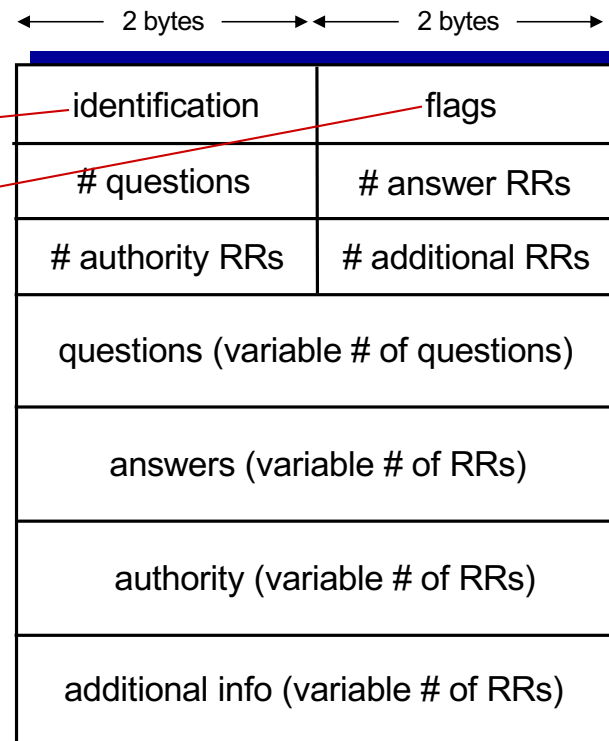 2 bytes 2 bytes
identification flags
# questions # answer RRs
# authority RRs # additional RRs
questions (variable # of questions)
answers (variable # of RRs)
authority (variable # of RRs)
additional info (variable # of RRs)